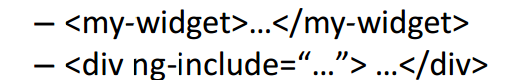 – <my-widget>…</my-widget>
– <div ng-include=“…”> …</div>